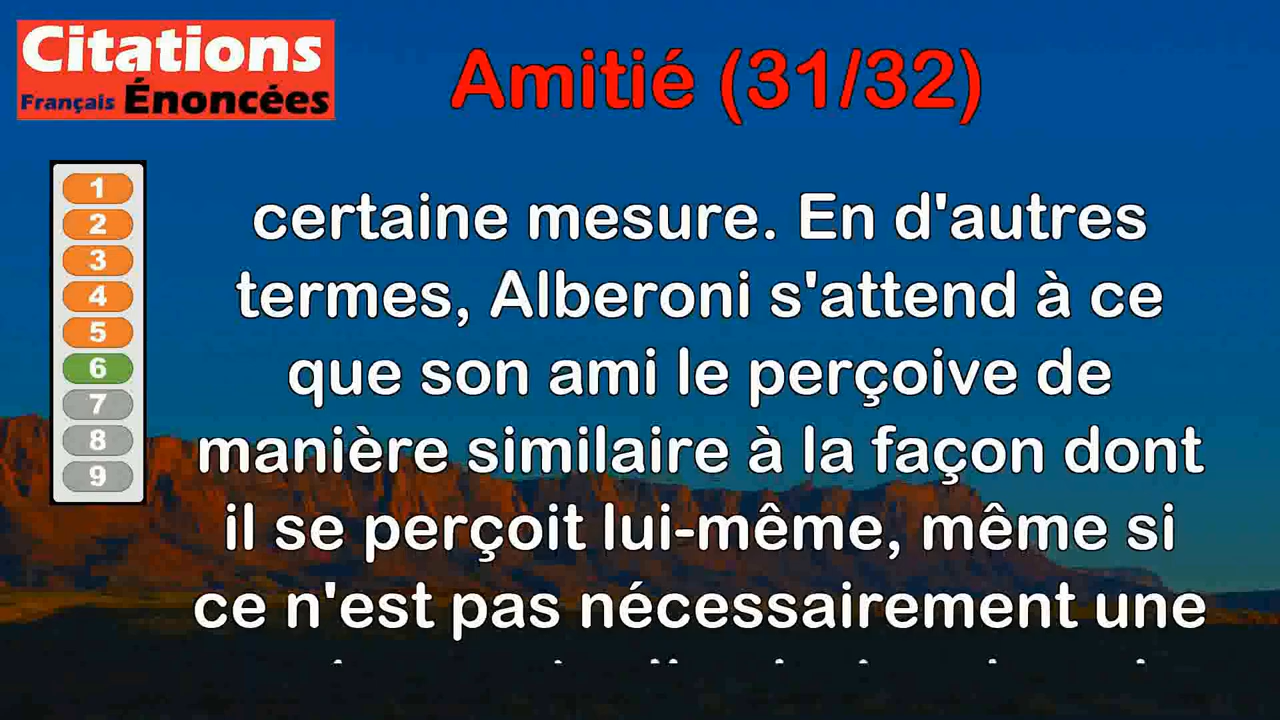 Citations
Français Énoncées
Amitié (31/32)
1
2
3
4
5
6
7
8
9
certaine mesure. En d'autres
termes, Alberoni s'attend à ce
que son ami le perçoive de
manière similaire à la façon dont
il se perçoit lui-même, même si
ce n'est pas nécessairement une